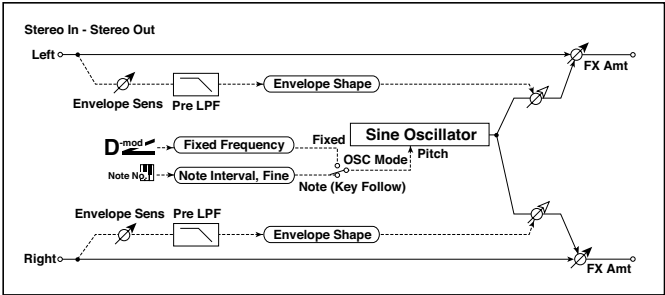 Stereo In - Stereo Out
Left
FX Amt
Envelope Sens
Pre LPF
Envelope Shape
D-mod
Fixed Frequency
Fixed
Sine Oscillator
OSC Mode
Pitch
Note No.
Note Interval, Fine
Note (Key Follow)
Envelope Sens
Pre LPF
Envelope Shape
Right
FX Amt